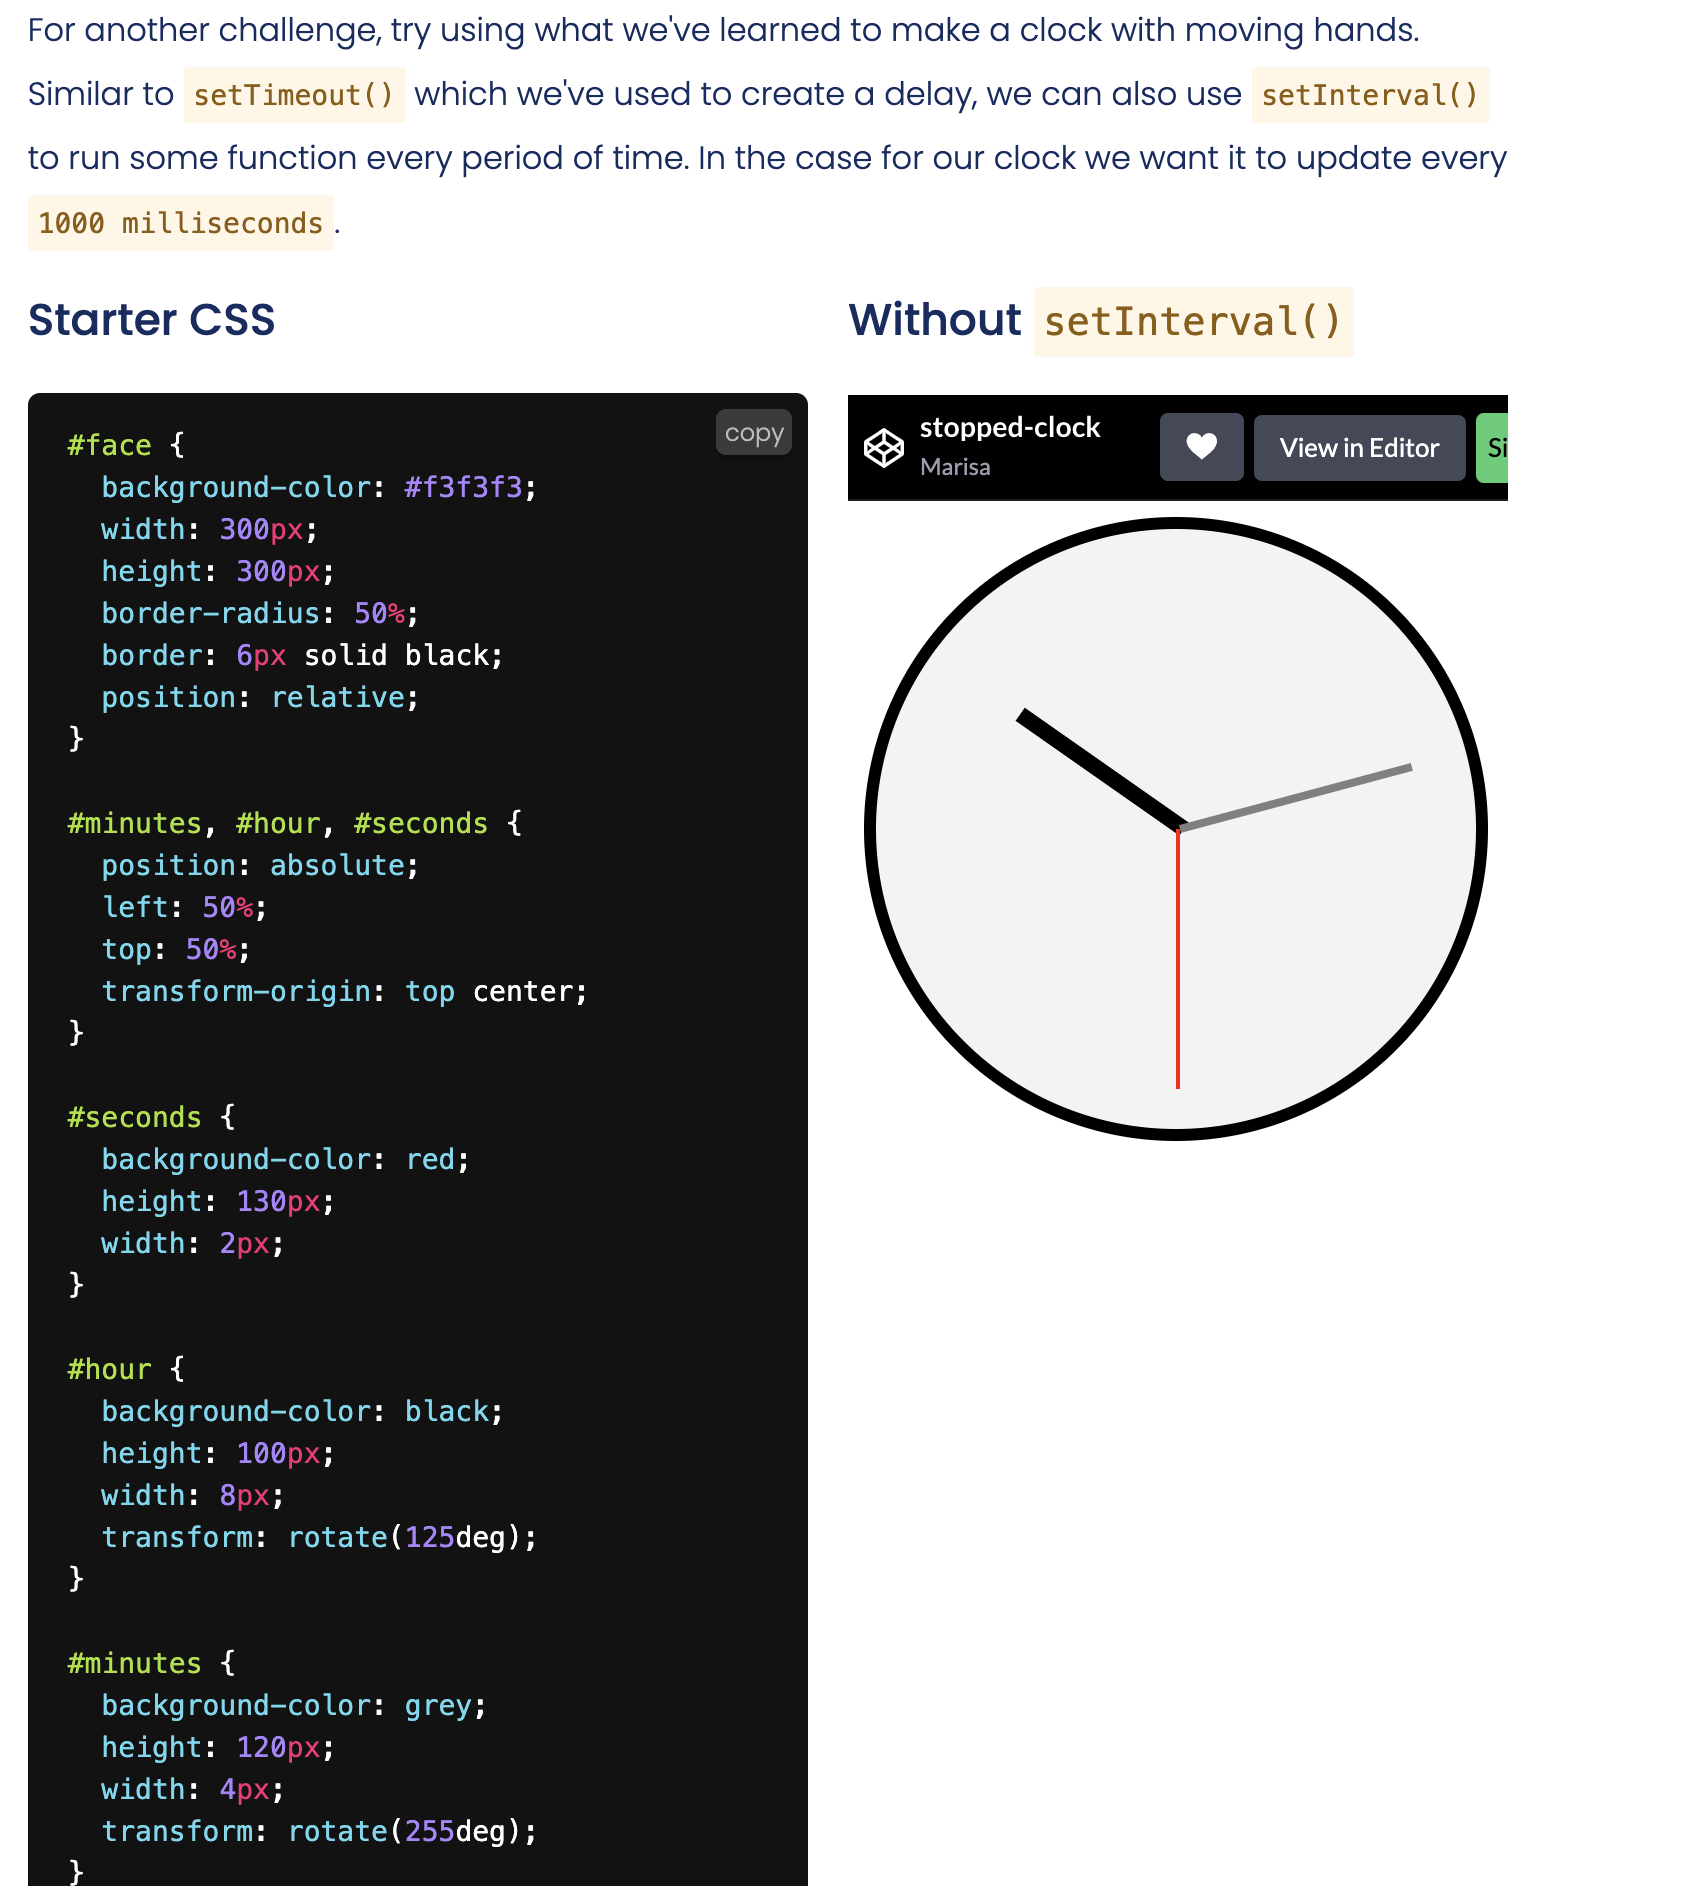 For another challenge, try using what we've learned to make a clock with moving hands.
Similar to setTimeout() which we've used to create a delay, we can also use setInterval()
to run some function every period of time. In the case for our clock we want it to update every
1000 milliseconds.
Starter CSS
copy
#face {
  background-color: #f3f3f3;
  width: 300px;
  height: 300px;
  border-radius: 50%;
  border: 6px solid black;
  position: relative;
}
#minutes, #hour, #seconds {
  position: absolute;
  left: 50%;
  top: 50%;
  transform-origin: top center;
}
#seconds {
  background-color: red;
  height: 130px;
  width: 2px;
}
#hour {
  background-color: black;
  height: 100px;
  width: 8px;
  transform: rotate(125deg);
}
#minutes {
  background-color: grey;
  height: 120px;
  width: 4px;
  transform: rotate(255deg);
}
Without setInterval()
stopped-clock
Marisa
View in Editor
Si